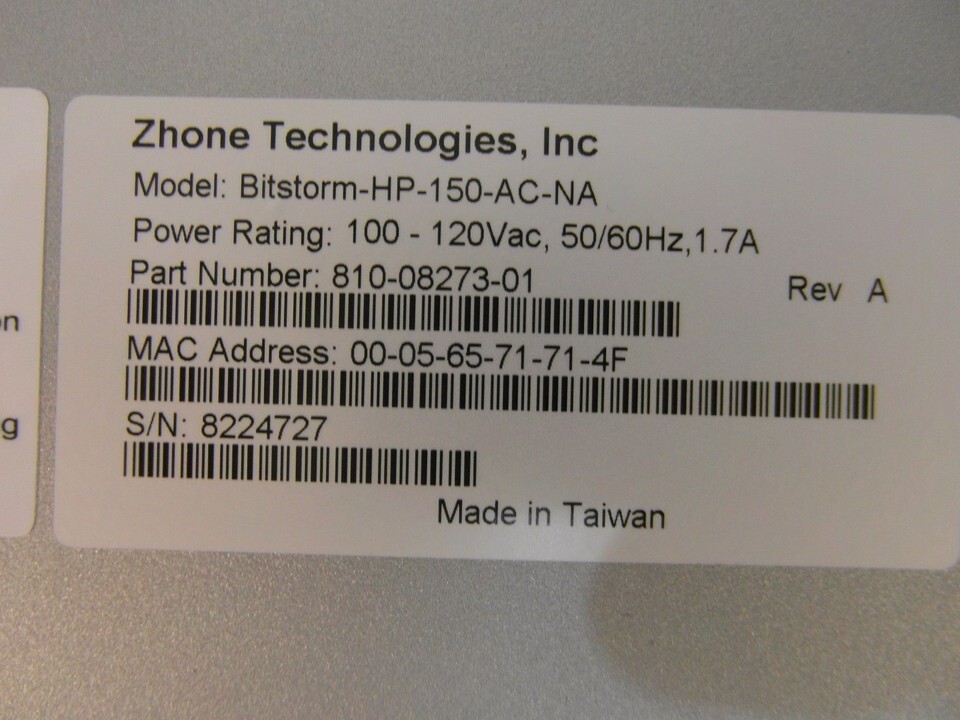 Zhone Technologies, Inc
Model: Bitstorm-HP-150-AC-NA
Power Rating: 100 - 120Vac, 50/60Hz,1.7A
Part Number: 810-08273-01
Rev A
MAC Address: 00-05-65-71-71-4F
S/N: 8224727
Made in Taiwan